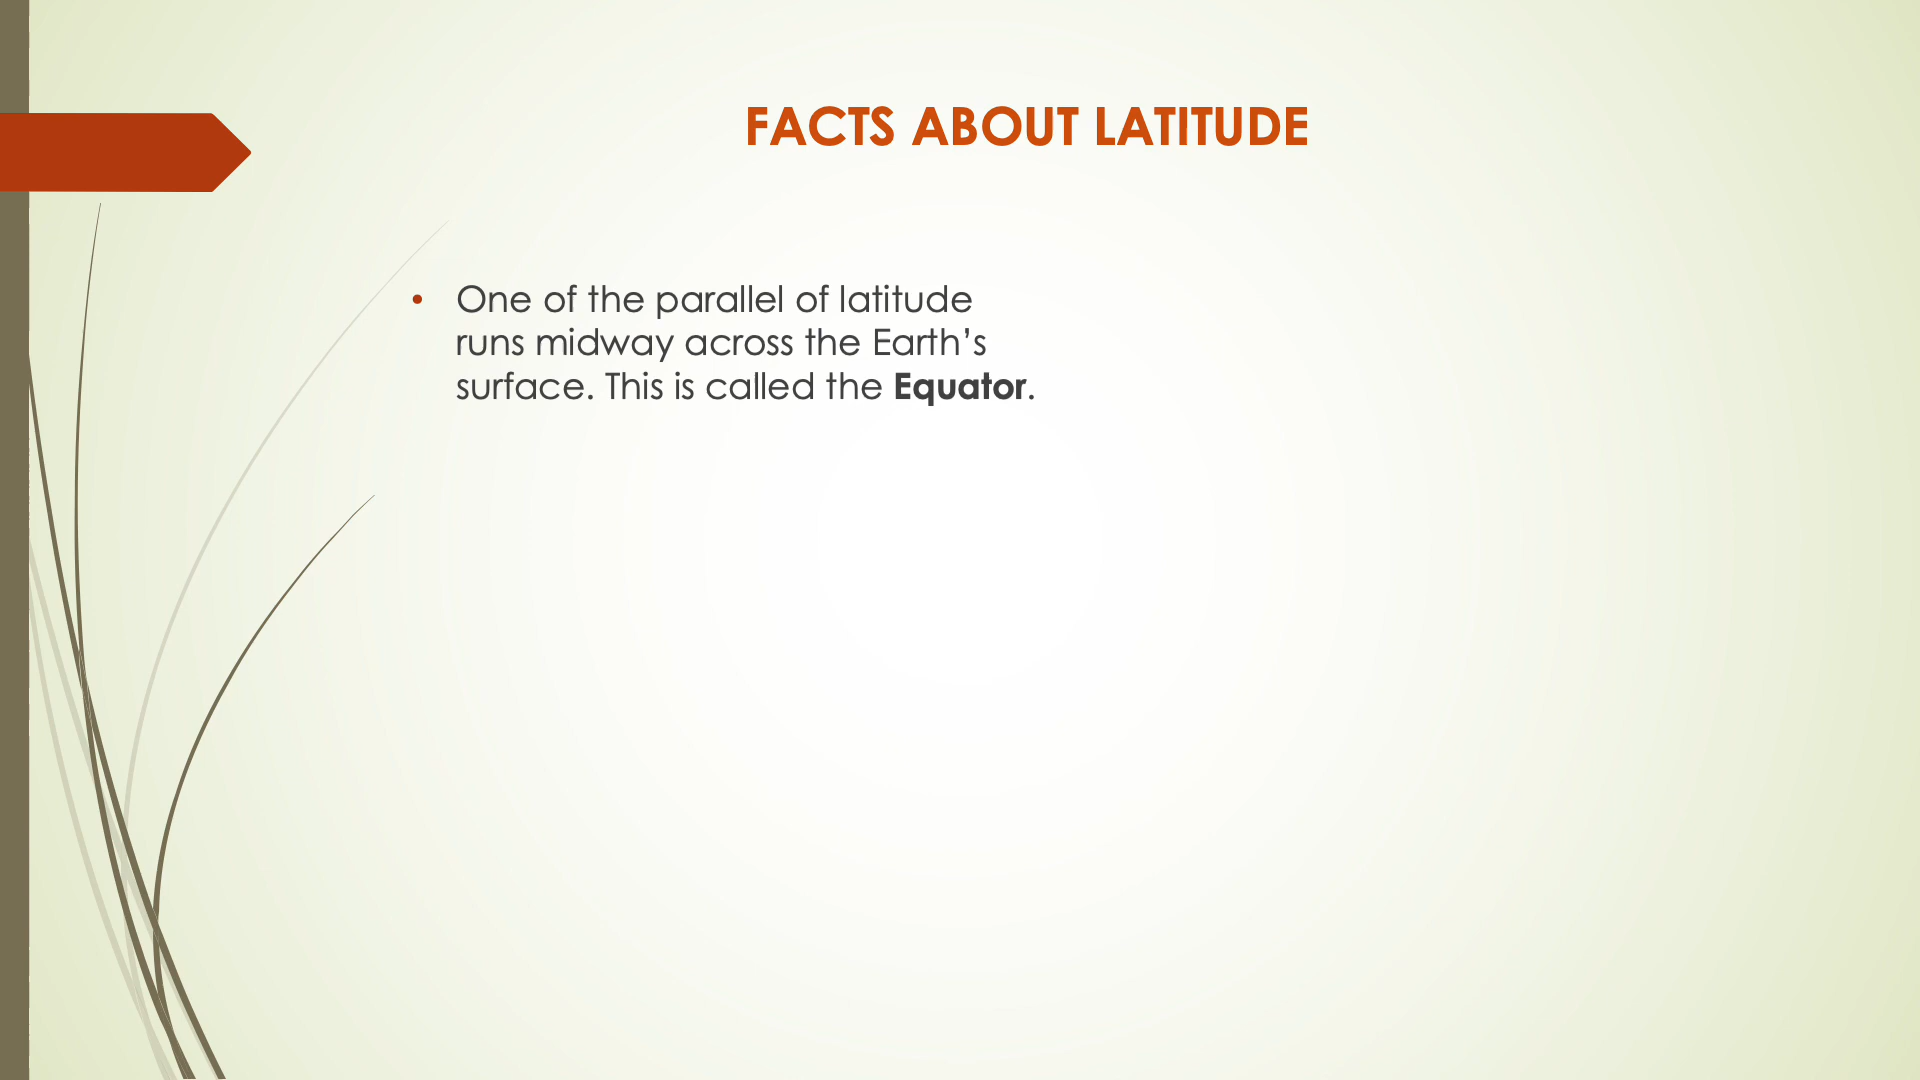 FACTS ABOUT LATITUDE
• One of the parallel of latitude
runs midway across the Earth’s
surface. This is called the Equator.